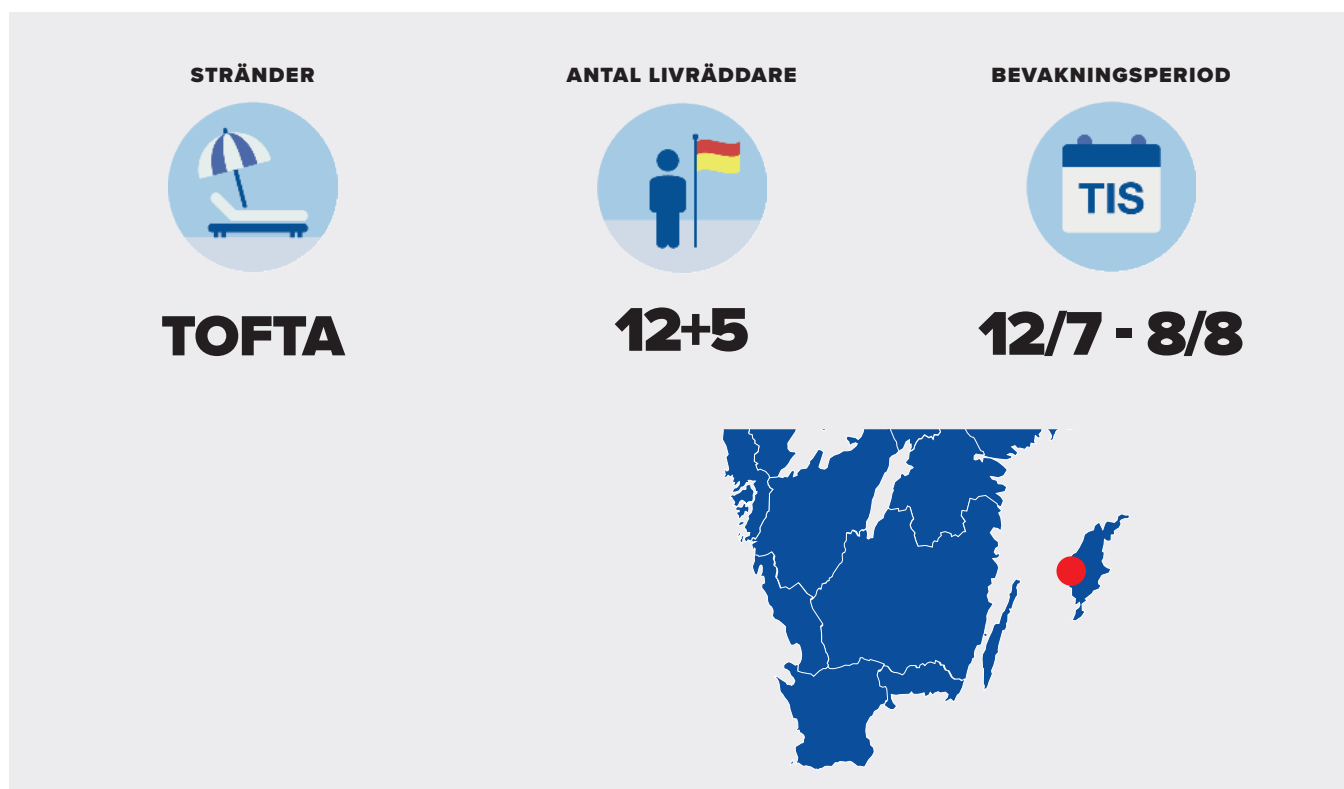 STRÄNDER
TOFTA
ANTAL LIVRÄDDARE
12+5
BEVAKNINGSPERIOD
TIS
12/7 - 8/8